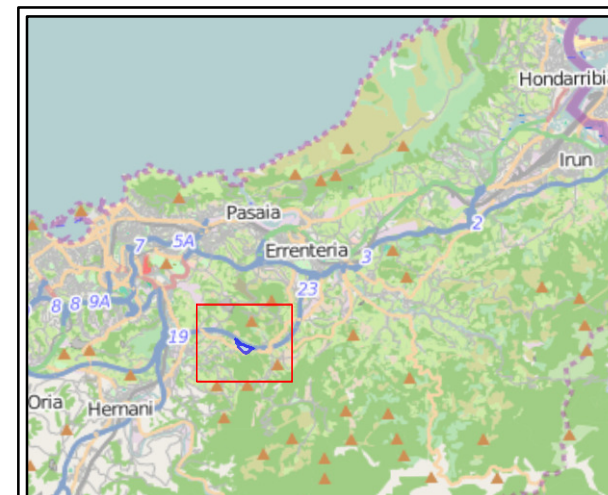 Hondarribia
Irun
Pasaia
2
7
5A
Errenteria
3
23
8
8
9A
19
Oria
Hernani